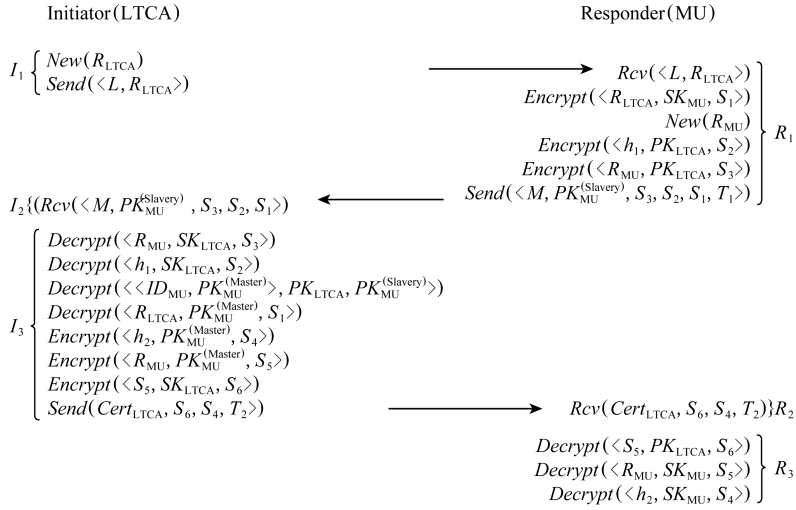 Initiator(LTCA) Responder(MU)
I₁ { New(R_LTCA)
Send(<L, R_LTCA>)
Rcv(<L, R_LTCA>)
Encrypt(<R_LTCA, SK_MU, S₁>)
New(R_MU)
Encrypt(<h₁, PK_LTCA, S₂>)
Encrypt(<R_MU, PK_LTCA, S₃>)
Send(<M, PK_MU^(Slavery), S₃, S₂, S₁, T₁>) } R₁
I₂{(Rcv(<M, PK_MU^(Slavery) , S₃, S₂, S₁>)
I₃ { Decrypt(<R_MU, SK_LTCA, S₃>)
Decrypt(<h₁, SK_LTCA, S₂>)
Decrypt(<<ID_MU, PK_MU^(Master)>, PK_LTCA, PK_MU^(Slavery)>)
Decrypt(<R_LTCA, PK_MU^(Master), S₁>)
Encrypt(<h₂, PK_MU^(Master), S₄>)
Encrypt(<R_MU, PK_MU^(Master), S₅>)
Encrypt(<S₅, SK_LTCA, S₆>)
Send(Cert_LTCA, S₆, S₄, T₂>)
Rcv(Cert_LTCA, S₆, S₄, T₂)}R₂
Decrypt(<S₅, PK_LTCA, S₆>)
Decrypt(<R_MU, SK_MU, S₅>)
Decrypt(<h₂, SK_MU, S₄>) } R₃